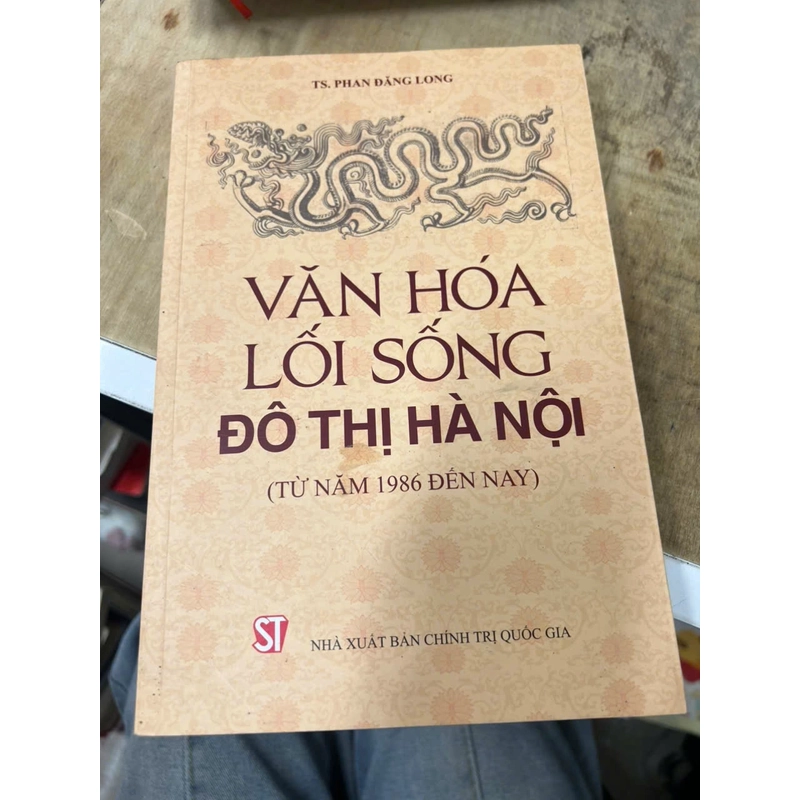 TS. PHAN ĐĂNG LONG
VĂN HÓA
LỐI SỐNG
ĐÔ THỊ HÀ NỘI
(TỪ NĂM 1986 ĐẾN NAY)
ST
NHÀ XUẤT BẢN CHÍNH TRỊ QUỐC GIA